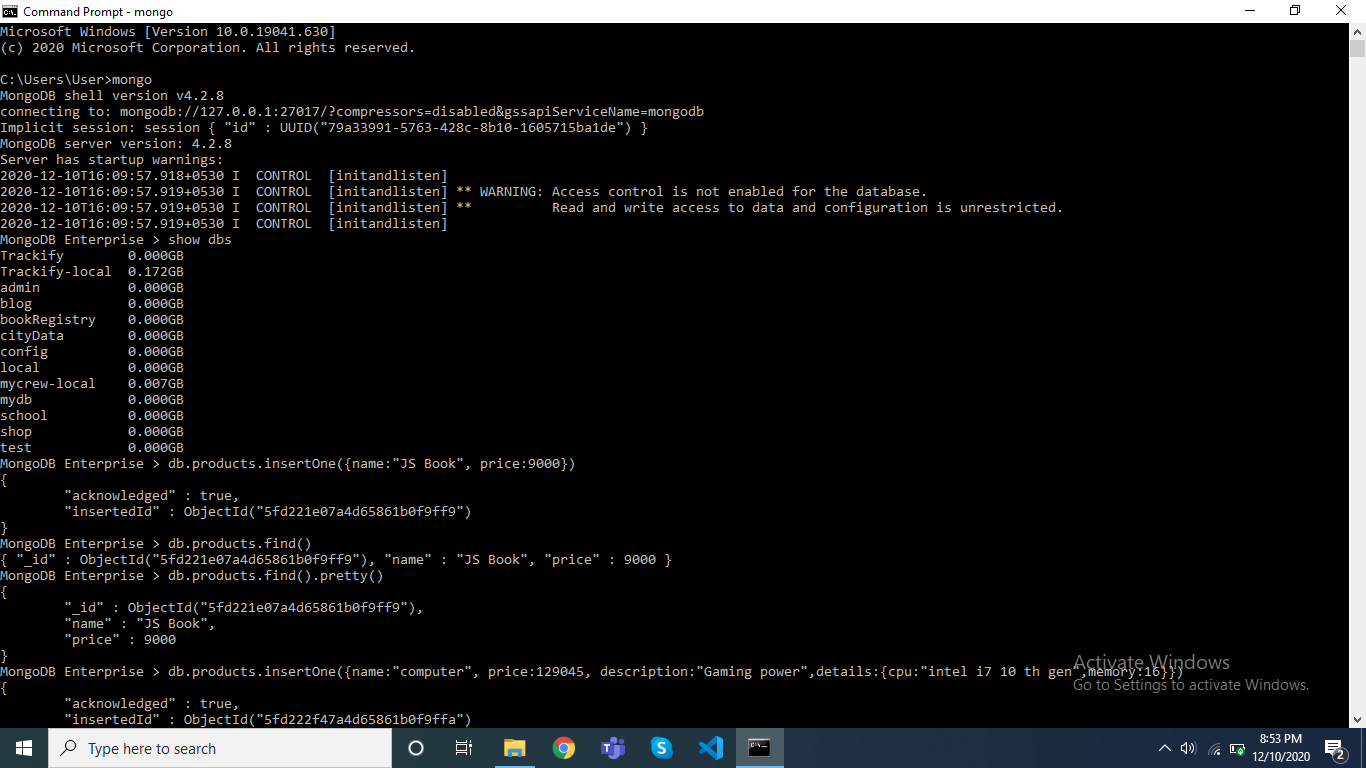 Command Prompt - mongo
Microsoft Windows [Version 10.0.19041.630]
(c) 2020 Microsoft Corporation. All rights reserved.
C:\Users\User>mongo
MongoDB shell version v4.2.8
connecting to: mongodb://127.0.0.1:27017/?compressors=disabled&gssapiServiceName=mongodb
Implicit session: session { "id" : UUID("79a33991-5763-428c-8b10-1605715ba1de") }
MongoDB server version: 4.2.8
Server has startup warnings:
2020-12-10T16:09:57.918+0530 I  CONTROL  [initandlisten]
2020-12-10T16:09:57.919+0530 I  CONTROL  [initandlisten] ** WARNING: Access control is not enabled for the database.
2020-12-10T16:09:57.919+0530 I  CONTROL  [initandlisten] **          Read and write access to data and configuration is unrestricted.
2020-12-10T16:09:57.919+0530 I  CONTROL  [initandlisten]
MongoDB Enterprise > show dbs
Trackify        0.000GB
Trackify-local  0.172GB
admin           0.000GB
blog            0.000GB
bookRegistry    0.000GB
cityData        0.000GB
config          0.000GB
local           0.000GB
mycrew-local    0.007GB
mydb            0.000GB
school          0.000GB
shop            0.000GB
test            0.000GB
MongoDB Enterprise > db.products.insertOne({name:"JS Book", price:9000})
{
        "acknowledged" : true,
        "insertedId" : ObjectId("5fd221e07a4d65861b0f9ff9")
}
MongoDB Enterprise > db.products.find()
{ "_id" : ObjectId("5fd221e07a4d65861b0f9ff9"), "name" : "JS Book", "price" : 9000 }
MongoDB Enterprise > db.products.find().pretty()
{
        "_id" : ObjectId("5fd221e07a4d65861b0f9ff9"),
        "name" : "JS Book",
        "price" : 9000
}
MongoDB Enterprise > db.products.insertOne({name:"computer", price:129045, description:"Gaming power",details:{cpu:"intel i7 10 th gen",memory:16}})
{
        "acknowledged" : true,
        "insertedId" : ObjectId("5fd222f47a4d65861b0f9ffa")
Activate Windows
Go to Settings to activate Windows.
Type here to search
8:53 PM
12/10/2020
2